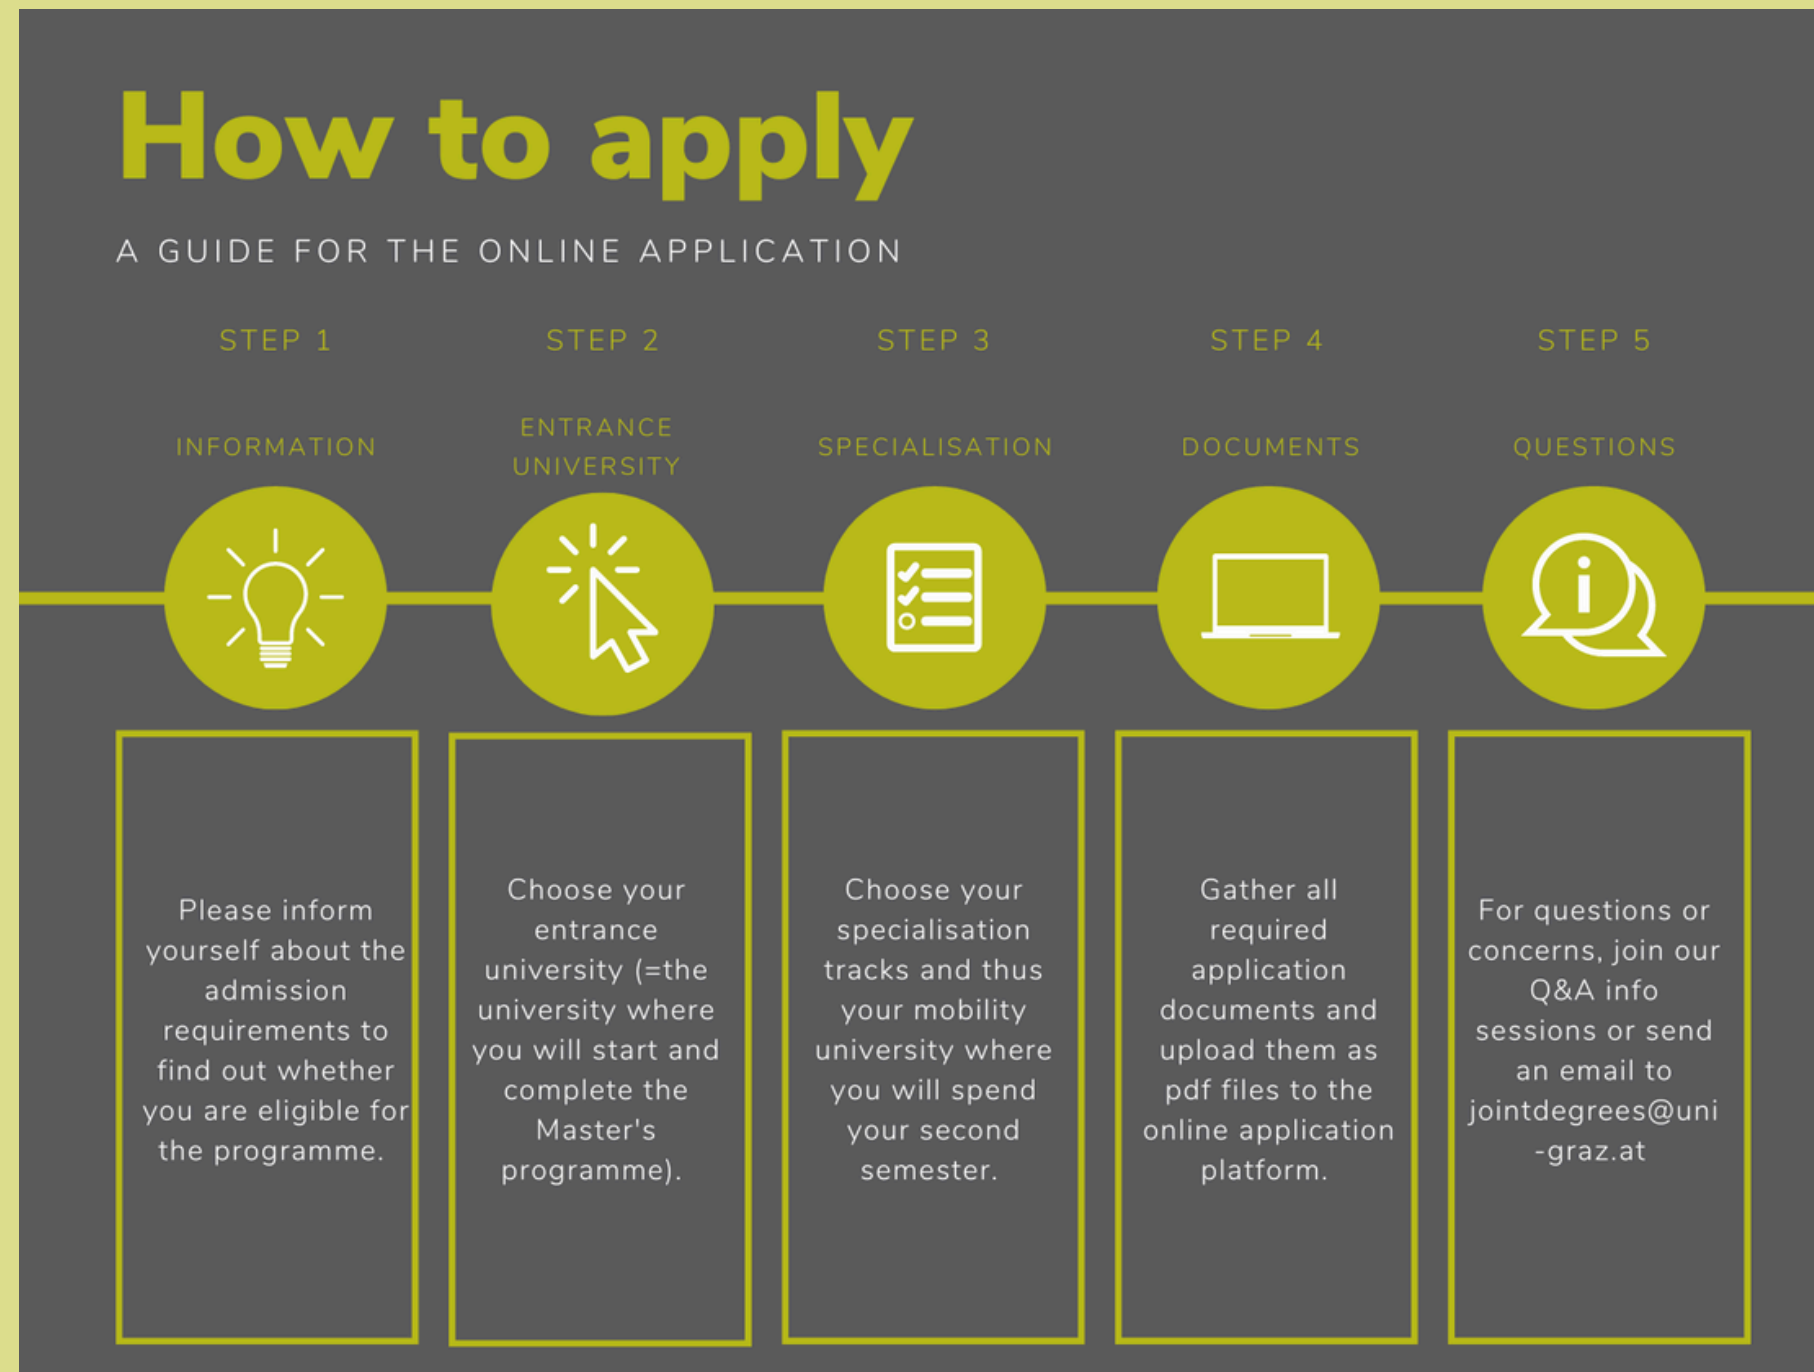 How to apply
A GUIDE FOR THE ONLINE APPLICATION
STEP 1
INFORMATION
Please inform
yourself about the
admission
requirements to
find out whether
you are eligible for
the programme.
STEP 2
ENTRANCE
UNIVERSITY
Choose your
entrance
university (=the
university where
you will start and
complete the
Master's
programme).
STEP 3
SPECIALISATION
Choose your
specialisation
tracks and thus
your mobility
university where
you will spend
your second
semester.
STEP 4
DOCUMENTS
Gather all
required
application
documents and
upload them as
pdf files to the
online application
platform.
STEP 5
QUESTIONS
i
For questions or
concerns, join our
Q&A info
sessions or send
an email to
jointdegrees@uni
-graz.at